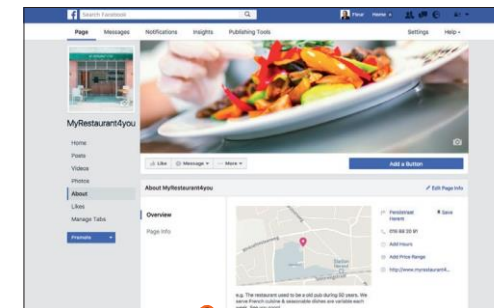 Search Facebook
Fleur Home
Page Messages Notifications Insights Publishing Tools Settings Help
MyRestaurant4you
Home
Posts
Videos
Photos
About
Likes
Manage Tabs
Promote
Like Message More
Add a Button
About MyRestaurant4you
Edit Page Info
Overview
Page Info
Save
Add Hours
Add Price Range
e.g. The restaurant used to be a old pub during 50 years. We
serve French cuisine & seasonable dishes are variable each